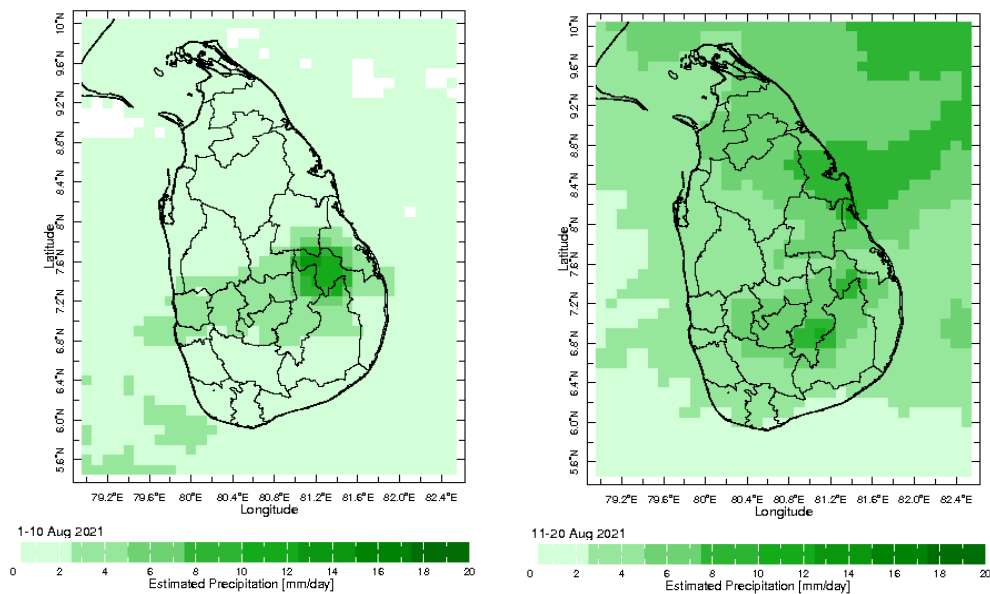 10°N
9.6°N
9.2°N
8.8°N
8.4°N
8°N
7.6°N
7.2°N
6.8°N
6.4°N
6.0°N
5.6°N
Latitude
79.2°E 79.6°E 80°E 80.4°E 80.8°E 81.2°E 81.6°E 82.0°E 82.4°E
Longitude
1-10 Aug 2021
0 2 4 6 8 10 12 14 16 18 20
Estimated Precipitation [mm/day]
10°N
9.6°N
9.2°N
8.8°N
8.4°N
8°N
7.6°N
7.2°N
6.8°N
6.4°N
6.0°N
5.6°N
Latitude
79.2°E 79.6°E 80°E 80.4°E 80.8°E 81.2°E 81.6°E 82.0°E 82.4°E
Longitude
11-20 Aug 2021
0 2 4 6 8 10 12 14 16 18 20
Estimated Precipitation [mm/day]